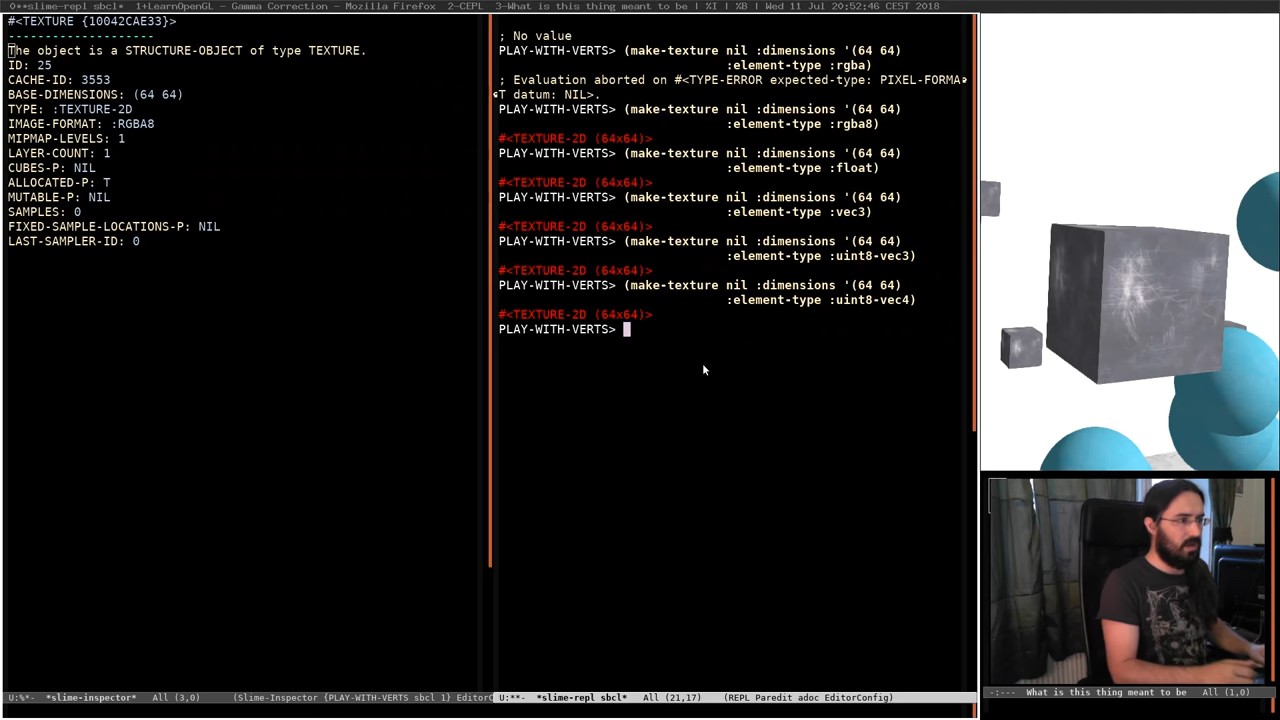 0**slime-repl sbcl*  1+LearnOpenGL - Gamma Correction - Mozilla Firefox  2-CEPL  3-What is this thing meant to be | %I | %B | Wed 11 Jul 20:52:46 CEST 2018
#<TEXTURE {10042CAE33}>
--------------------
The object is a STRUCTURE-OBJECT of type TEXTURE.
ID: 25
CACHE-ID: 3553
BASE-DIMENSIONS: (64 64)
TYPE: :TEXTURE-2D
IMAGE-FORMAT: :RGBA8
MIPMAP-LEVELS: 1
LAYER-COUNT: 1
CUBES-P: NIL
ALLOCATED-P: T
MUTABLE-P: NIL
SAMPLES: 0
FIXED-SAMPLE-LOCATIONS-P: NIL
LAST-SAMPLER-ID: 0
U:%*-  *slime-inspector*   All (3,0)     (Slime-Inspector {PLAY-WITH-VERTS sbcl 1} EditorC
; No value
PLAY-WITH-VERTS> (make-texture nil :dimensions '(64 64)
:element-type :rgba)
; Evaluation aborted on #<TYPE-ERROR expected-type: PIXEL-FORMA
T datum: NIL>.
PLAY-WITH-VERTS> (make-texture nil :dimensions '(64 64)
:element-type :rgba8)
#<TEXTURE-2D (64x64)>
PLAY-WITH-VERTS> (make-texture nil :dimensions '(64 64)
:element-type :float)
#<TEXTURE-2D (64x64)>
PLAY-WITH-VERTS> (make-texture nil :dimensions '(64 64)
:element-type :vec3)
#<TEXTURE-2D (64x64)>
PLAY-WITH-VERTS> (make-texture nil :dimensions '(64 64)
:element-type :uint8-vec3)
#<TEXTURE-2D (64x64)>
PLAY-WITH-VERTS> (make-texture nil :dimensions '(64 64)
:element-type :uint8-vec4)
#<TEXTURE-2D (64x64)>
PLAY-WITH-VERTS>
U:**-  *slime-repl sbcl*   All (21,17)    (REPL Paredit adoc EditorConfig)
-:---  What is this thing meant to be   All (1,0)